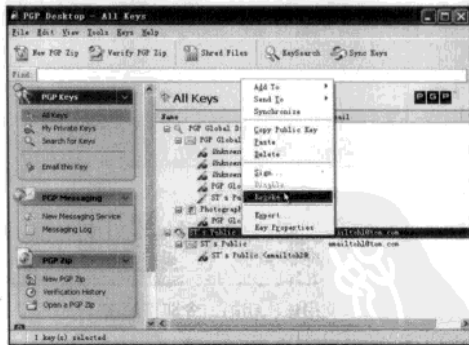 PGP Desktop - All Keys
File Edit View Tools Keys Help
New PGP Zip Verify PGP Zip Shred Files KeySearch Sync Keys
Find:
PGP Keys
All Keys
My Private Keys
Search for Keys
Email this Key
PGP Messaging
New Messaging Service
Messaging Log
PGP Zip
New PGP Zip
Verification History
Open a PGP Zip
All Keys
PGP
Name
PGP Global
PGP Global
Unknown
Unknown
Unknown
PGP Glo
ST's Pu
Photograph
PGP Glo
ST's Public
ST's Public
ST's Public
Add To
Send To
Synchronize
Copy Public Key
Paste
Delete
Sign...
Disable
Revoke
Export
Key Properties
1 key(s) selected